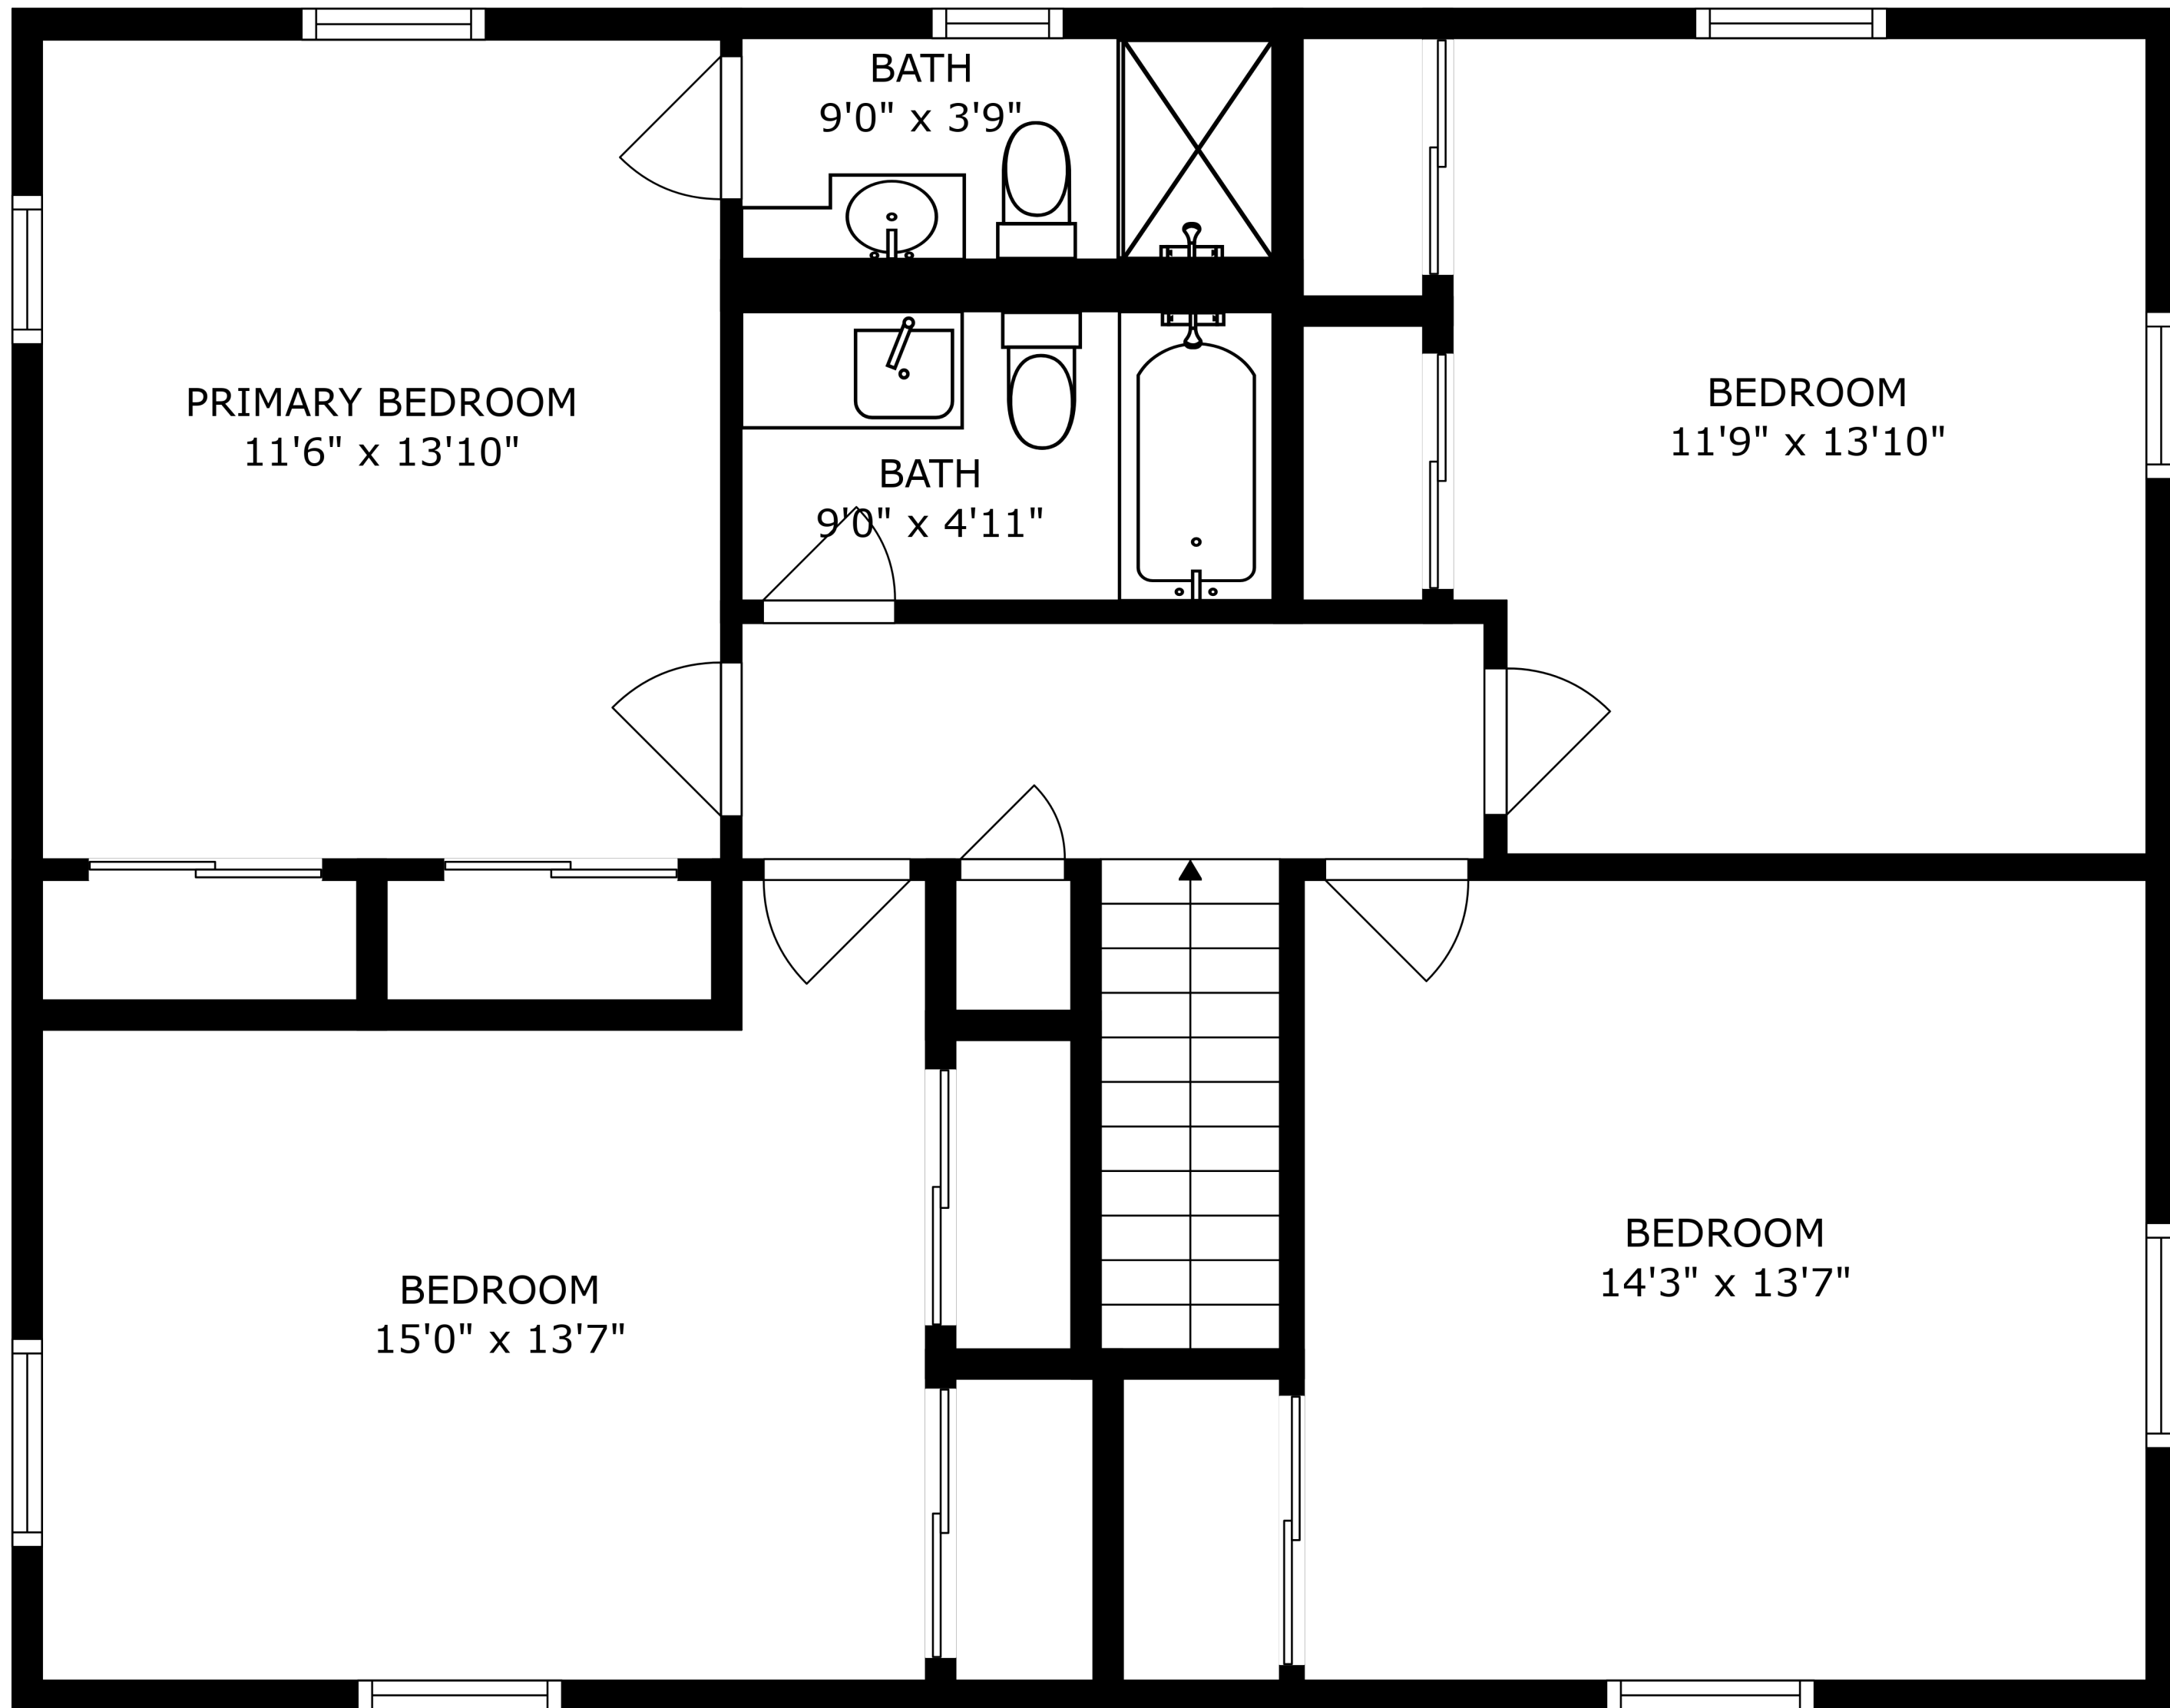 BATH
9'0" x 3'9"
PRIMARY BEDROOM
11'6" x 13'10"
BEDROOM
11'9" x 13'10"
BATH
9'0" x 4'11"
BEDROOM
15'0" x 13'7"
BEDROOM
14'3" x 13'7"